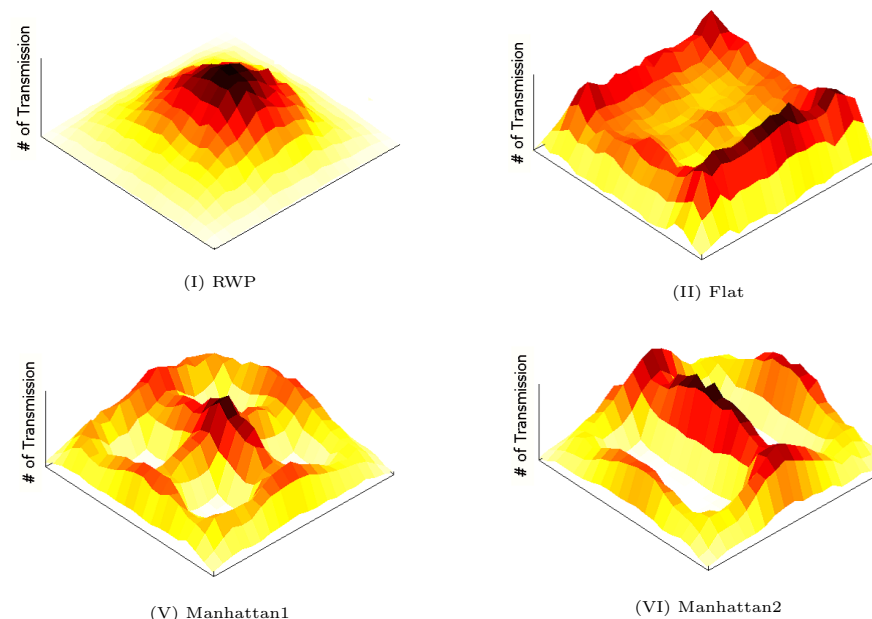 # of Transmission
# of Transmission
(I) RWP
(II) Flat
# of Transmission
# of Transmission
(V) Manhattan1
(VI) Manhattan2